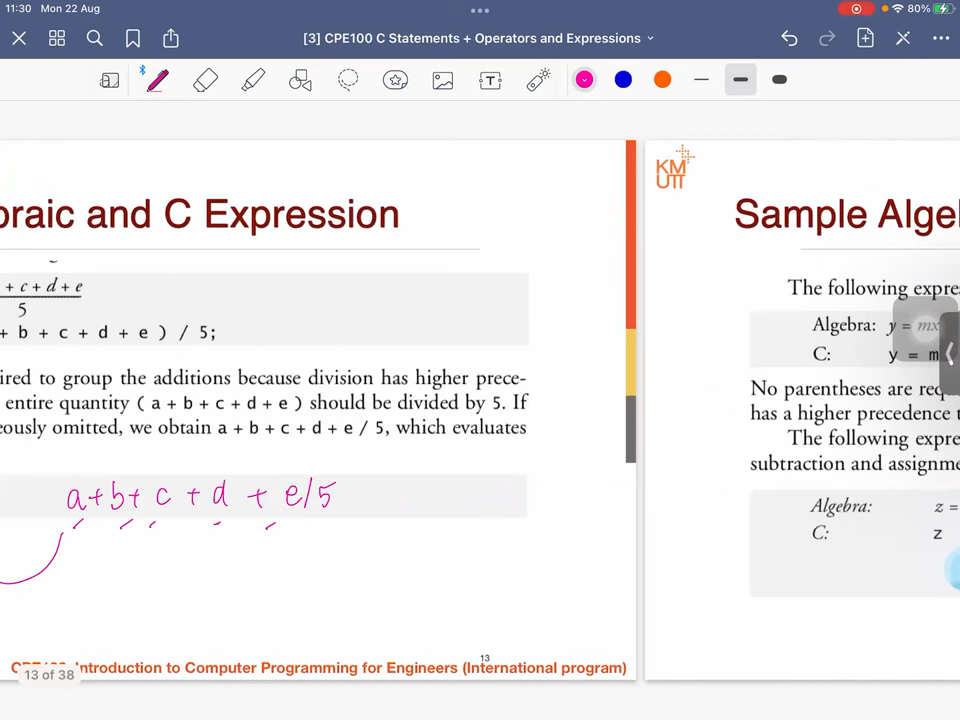 11:30 Mon 22 Aug
80%
[3] CPE100 C Statements + Operators and Expressions
braic and C Expression
+ c + d + e
5
+ b + c + d + e ) / 5;
ired to group the additions because division has higher prece-
entire quantity ( a + b + c + d + e ) should be divided by 5. If
eously omitted, we obtain a + b + c + d + e / 5, which evaluates
a+b+ c + d + e/5
13
Introduction to Computer Programming for Engineers (International program)
13 of 38
KM
UTT
Sample Alge
The following expre
Algebra: y = mx
C: y = m
No parentheses are req
has a higher precedence t
The following expre
subtraction and assignme
Algebra: z =
C: z